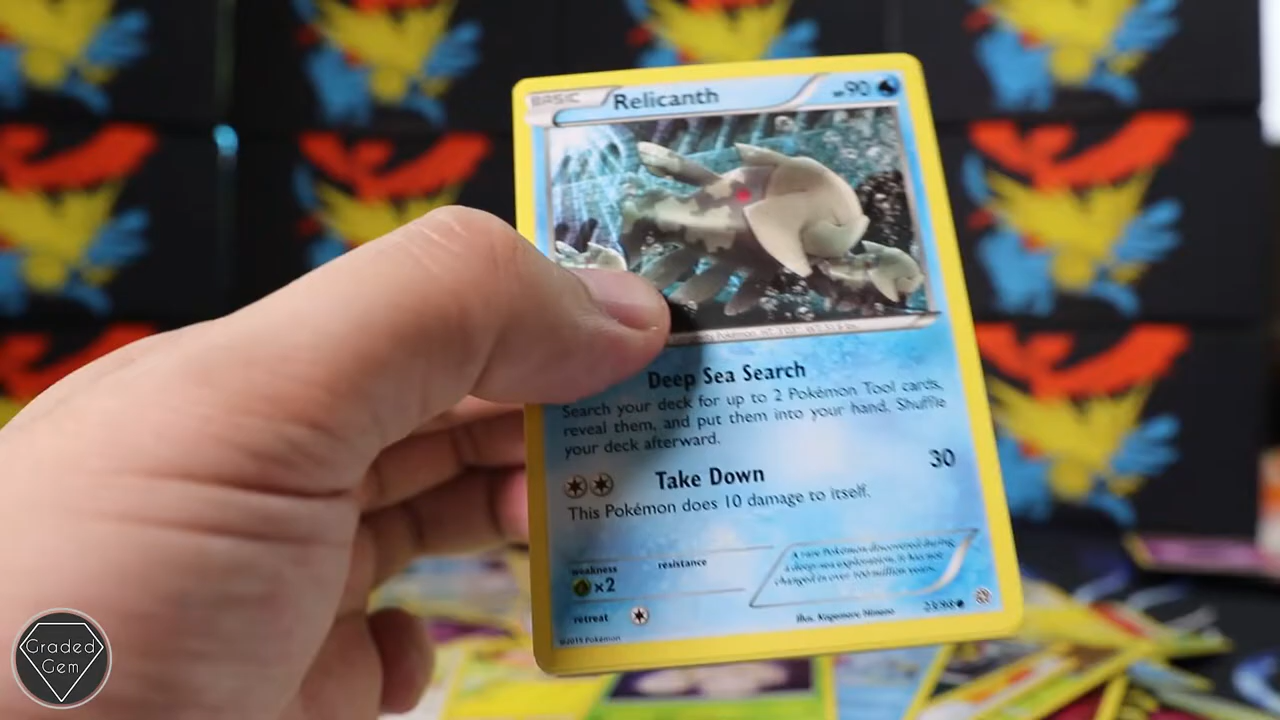 BASIC Relicanth HP90
Deep Sea Search
Search your deck for up to 2 Pokémon Tool cards,
reveal them, and put them into your hand. Shuffle
your deck afterward.
Take Down 30
This Pokémon does 10 damage to itself.
weakness resistance
×2
A rare Pokémon discovered during
a deep-sea exploration, it has not
changed in over 100 million years.
retreat
Illus. Kagemaru Himeno
©2015 Pokémon
Graded
Gem